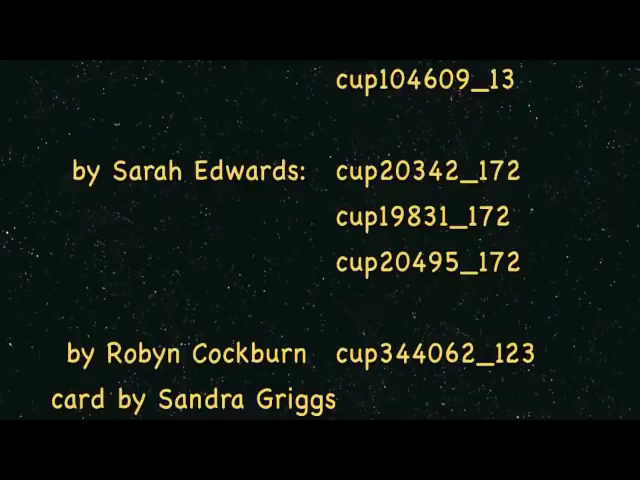 cup104609_13
by Sarah Edwards: cup20342_172
cup19831_172
cup20495_172
by Robyn Cockburn cup344062_123
card by Sandra Griggs